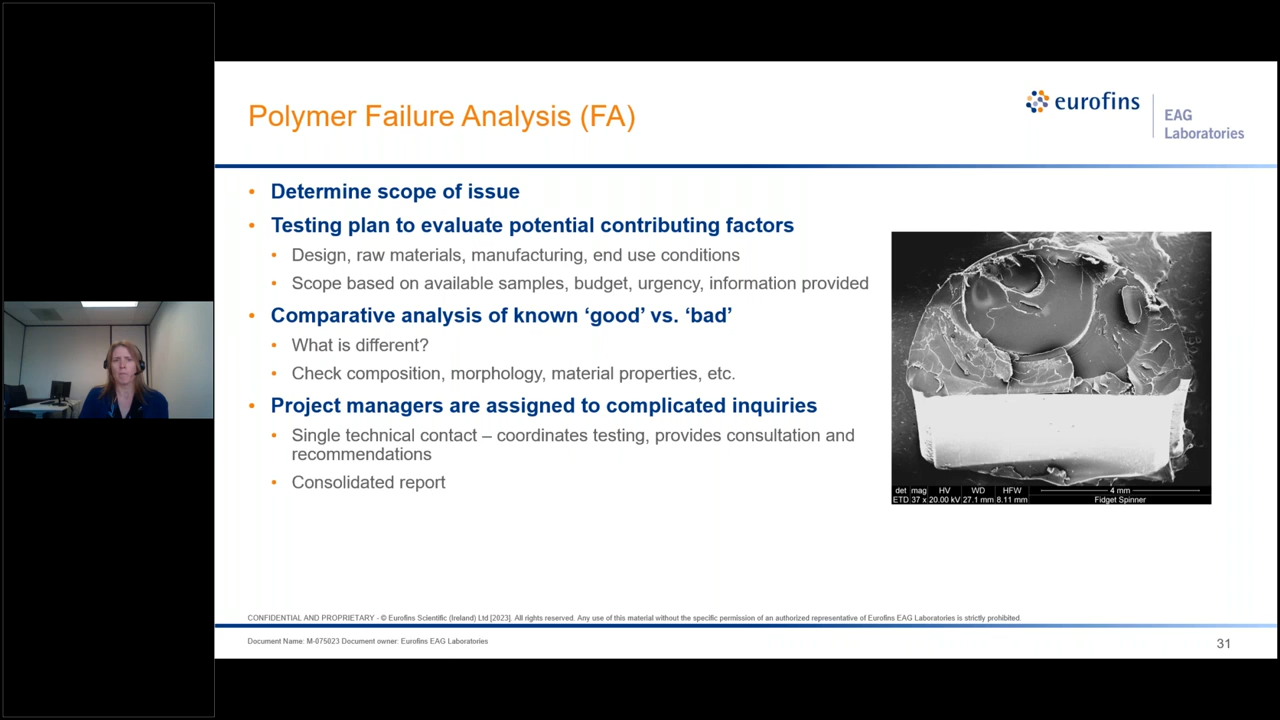 Polymer Failure Analysis (FA)
eurofins
EAG
Laboratories
• Determine scope of issue
• Testing plan to evaluate potential contributing factors
• Design, raw materials, manufacturing, end use conditions
• Scope based on available samples, budget, urgency, information provided
• Comparative analysis of known ‘good’ vs. ‘bad’
• What is different?
• Check composition, morphology, material properties, etc.
• Project managers are assigned to complicated inquiries
• Single technical contact – coordinates testing, provides consultation and
recommendations
• Consolidated report
det mag HV WD HFW 4 mm
ETD 37 x 20.00 kV 27.1 mm 8.11 mm Fidget Spinner
CONFIDENTIAL AND PROPRIETARY - © Eurofins Scientific (Ireland) Ltd [2023]. All rights reserved. Any use of this material without the specific permission of an authorized representative of Eurofins EAG Laboratories is strictly prohibited.
Document Name: M-075023 Document owner: Eurofins EAG Laboratories
31